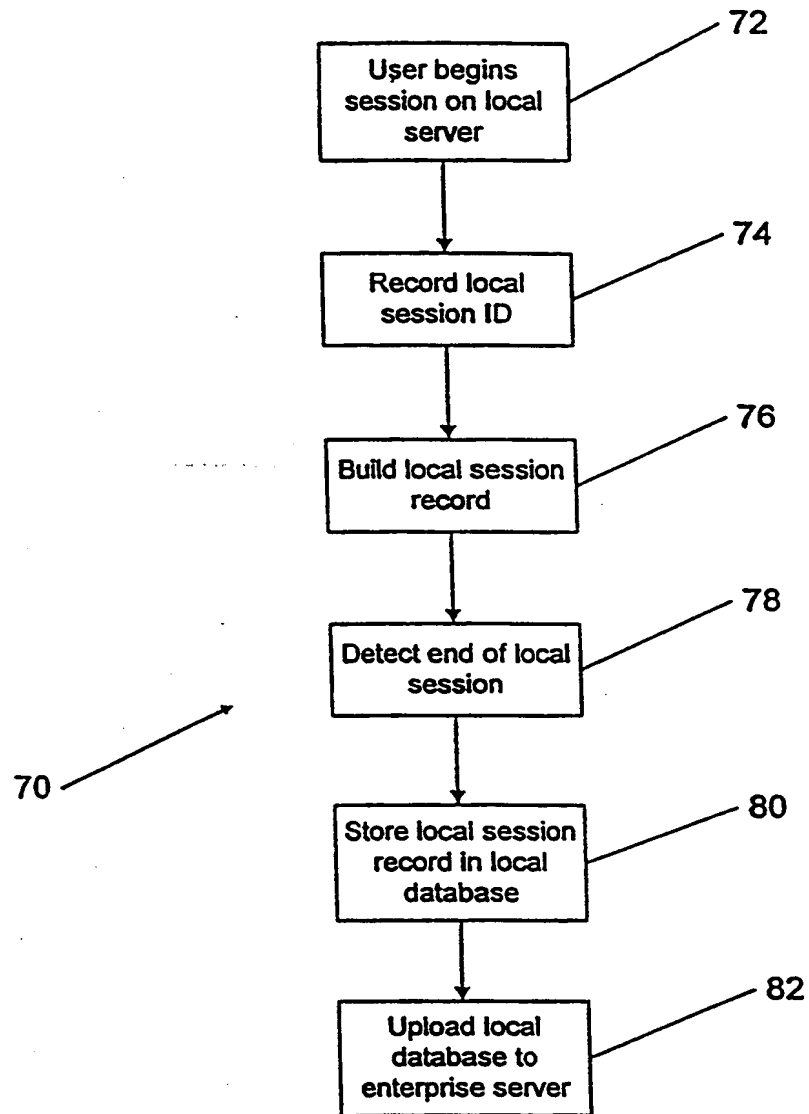 72
User begins
session on local
server
74
Record local
session ID
76
Build local session
record
78
Detect end of local
session
70
80
Store local session
record in local
database
82
Upload local
database to
enterprise server